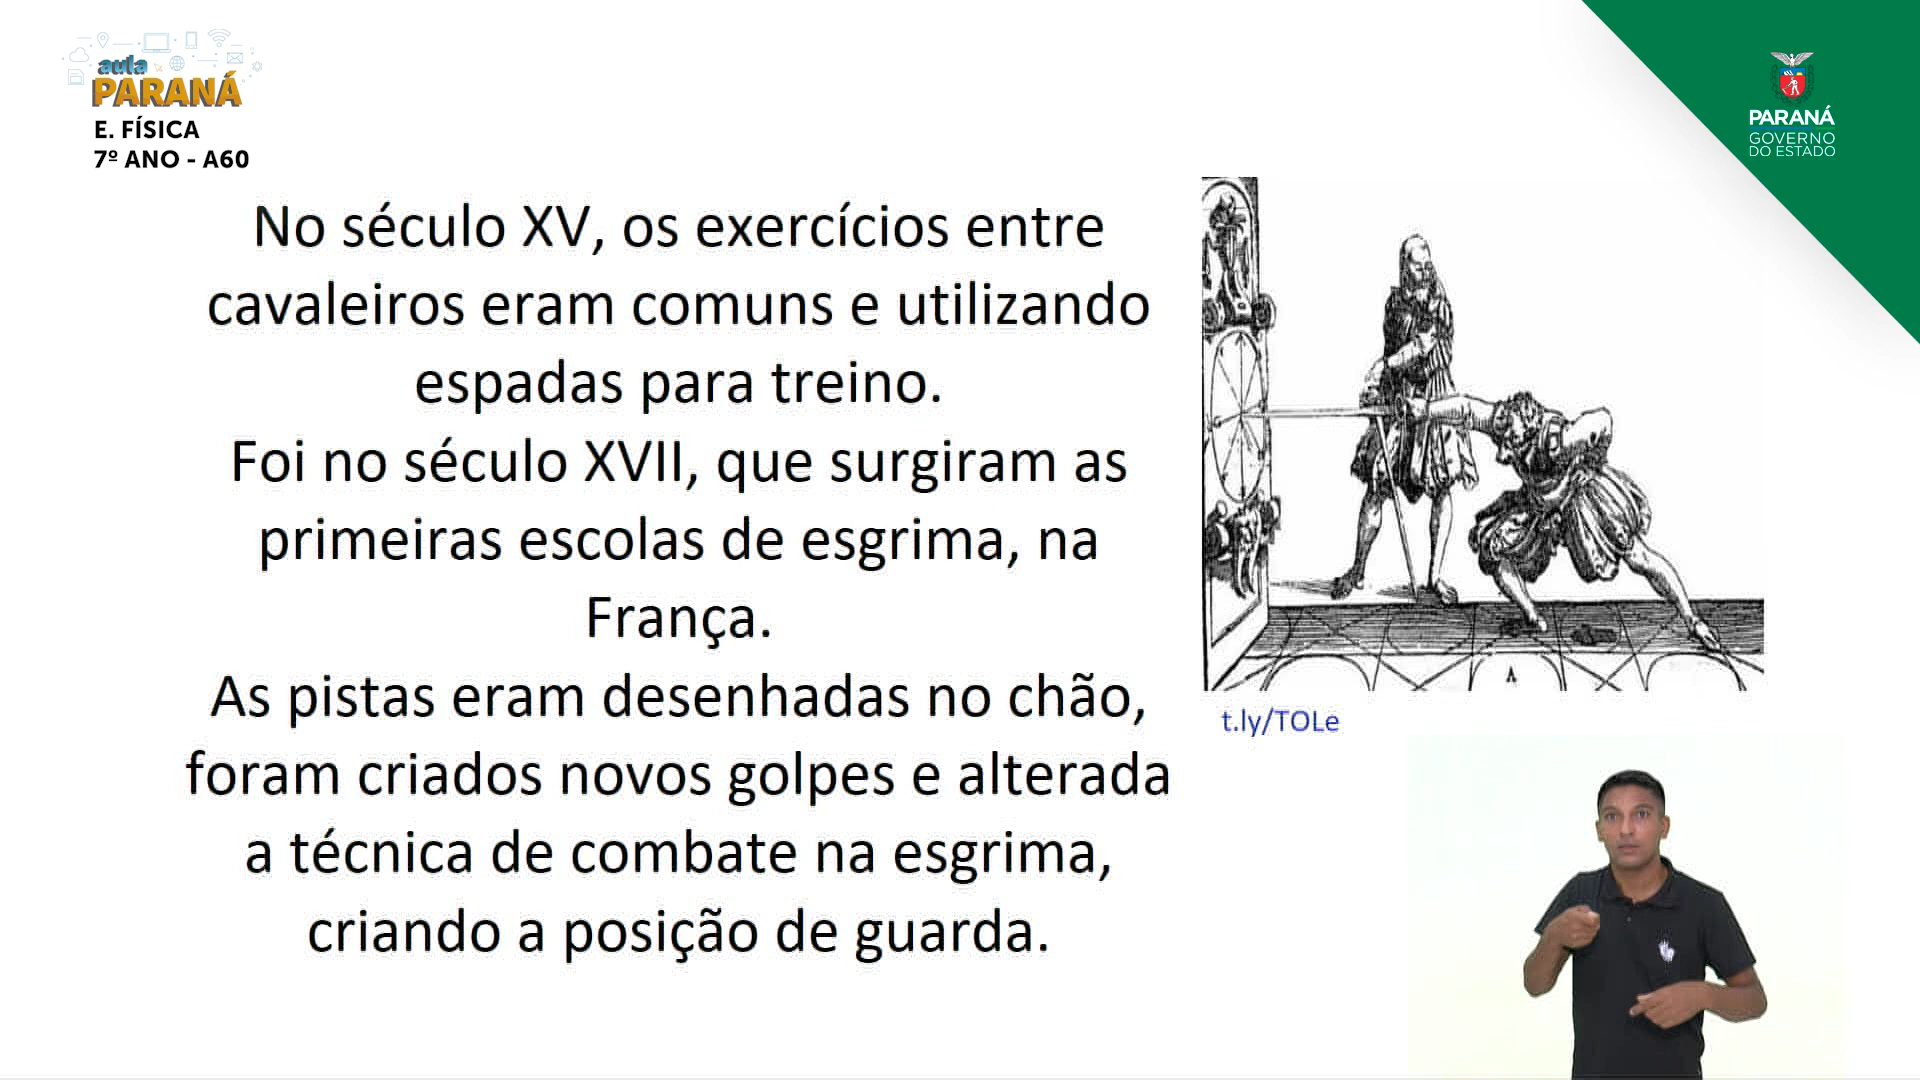 aula
PARANÁ
E. FÍSICA
7º ANO - A60
PARANÁ
GOVERNO
DO ESTADO
No século XV, os exercícios entre
cavaleiros eram comuns e utilizando
espadas para treino.
Foi no século XVII, que surgiram as
primeiras escolas de esgrima, na
França.
As pistas eram desenhadas no chão,
foram criados novos golpes e alterada
a técnica de combate na esgrima,
criando a posição de guarda.
A
t.ly/TOLe